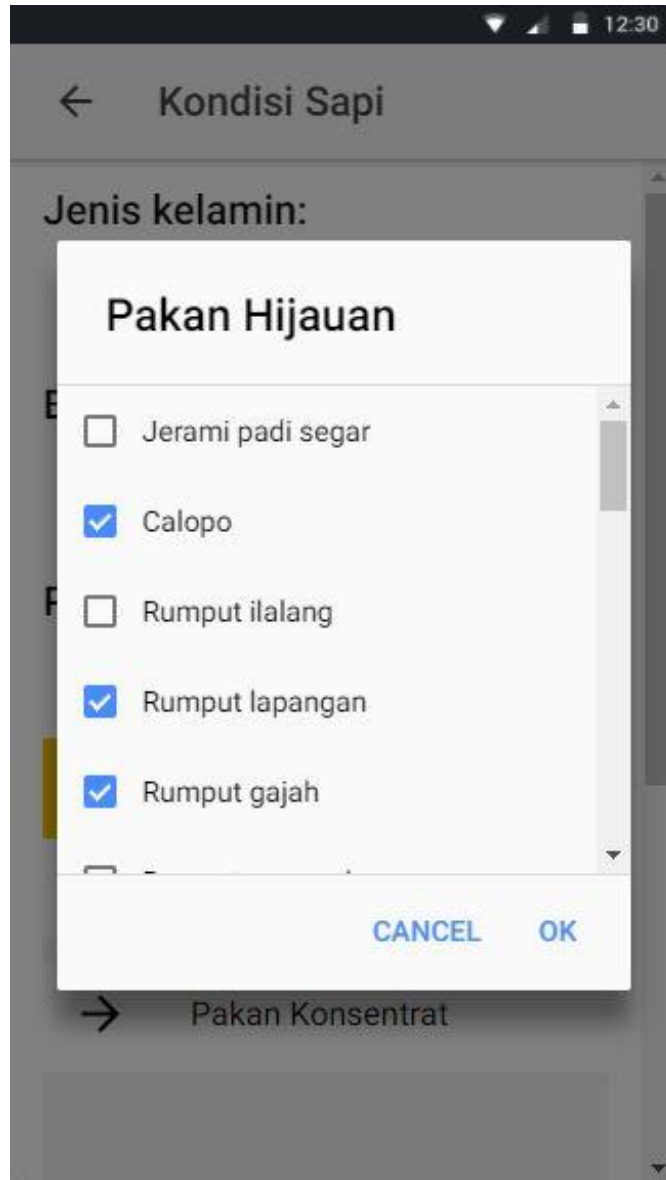 12:30
Kondisi Sapi
Jenis kelamin:
Pakan Hijauan
Jerami padi segar
Calopo
Rumput ilalang
Rumput lapangan
Rumput gajah
CANCEL OK
Pakan Konsentrat